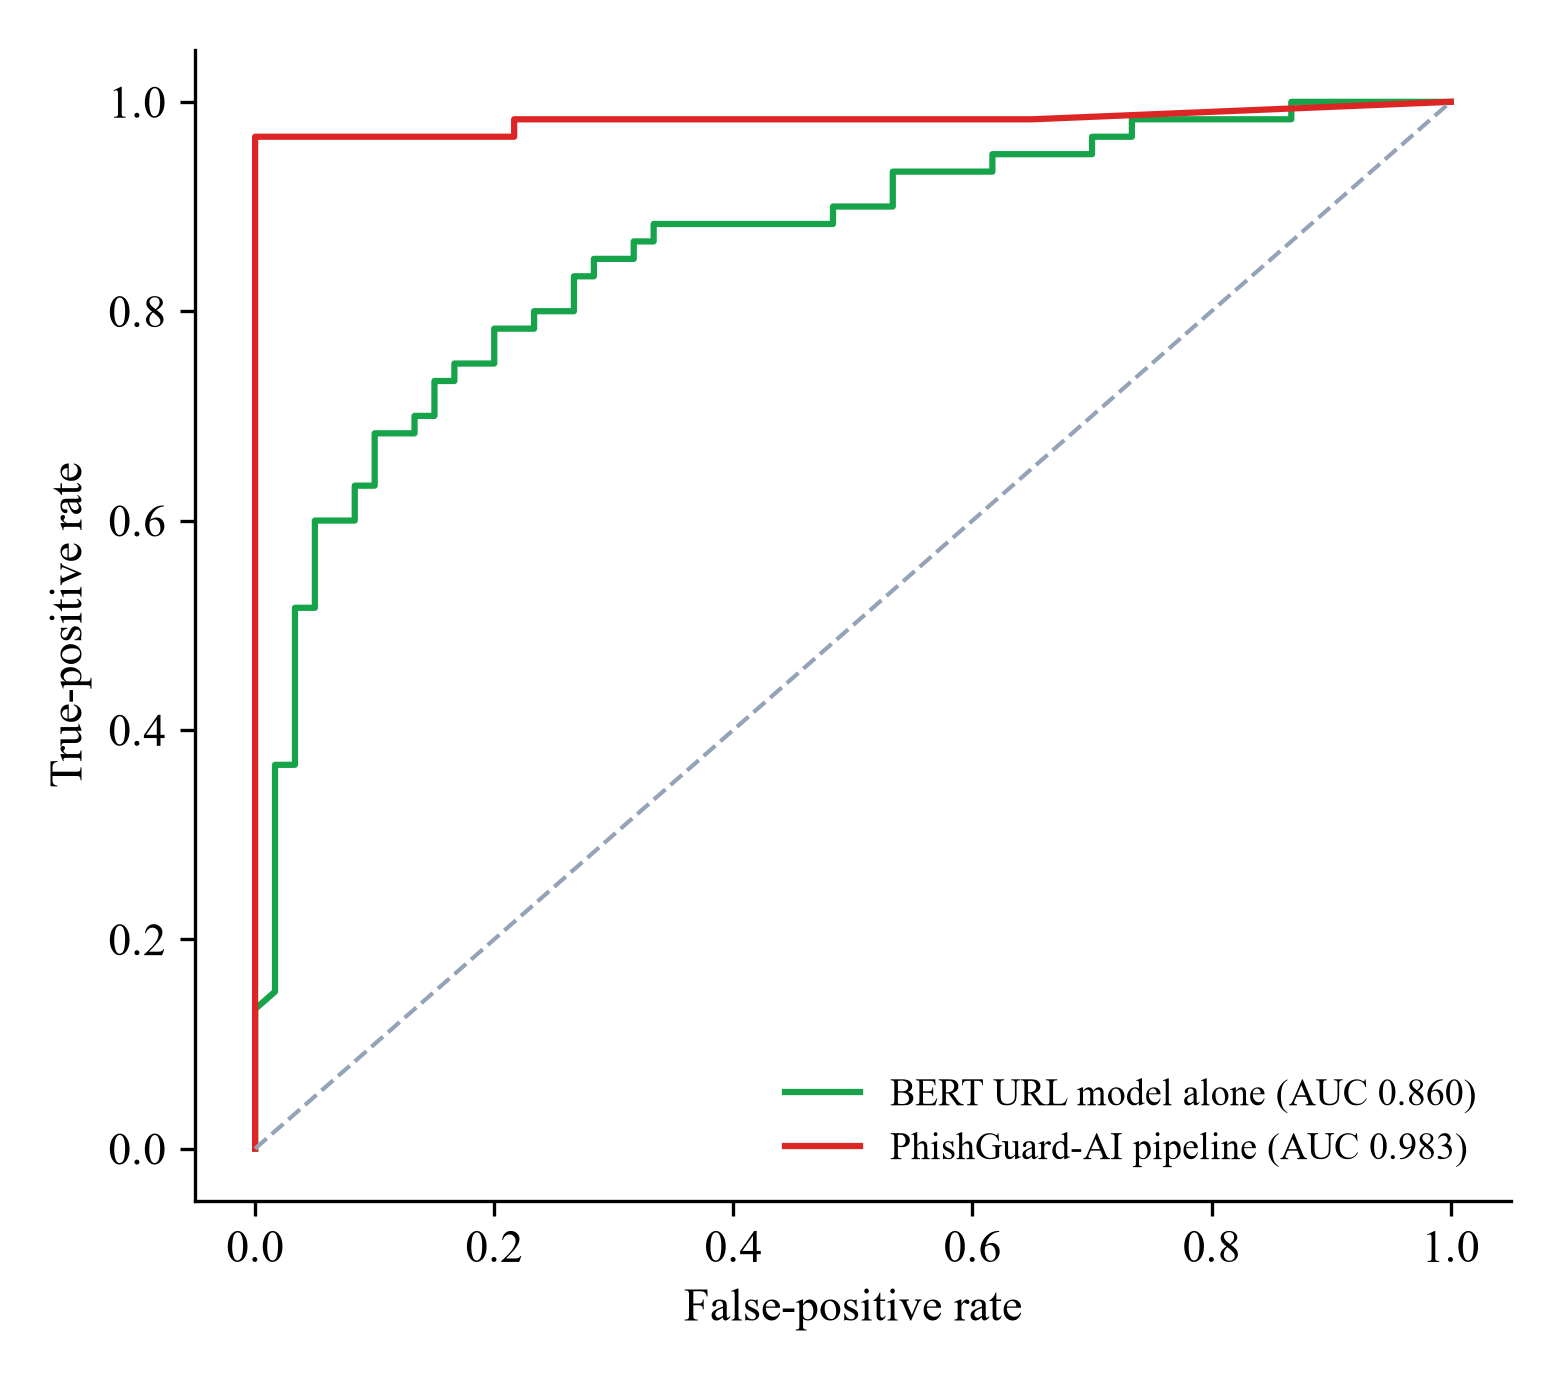 1.0
0.8
0.6
0.4
0.2
0.0
True-positive rate
BERT URL model alone (AUC 0.860)
PhishGuard-AI pipeline (AUC 0.983)
0.0 0.2 0.4 0.6 0.8 1.0
False-positive rate